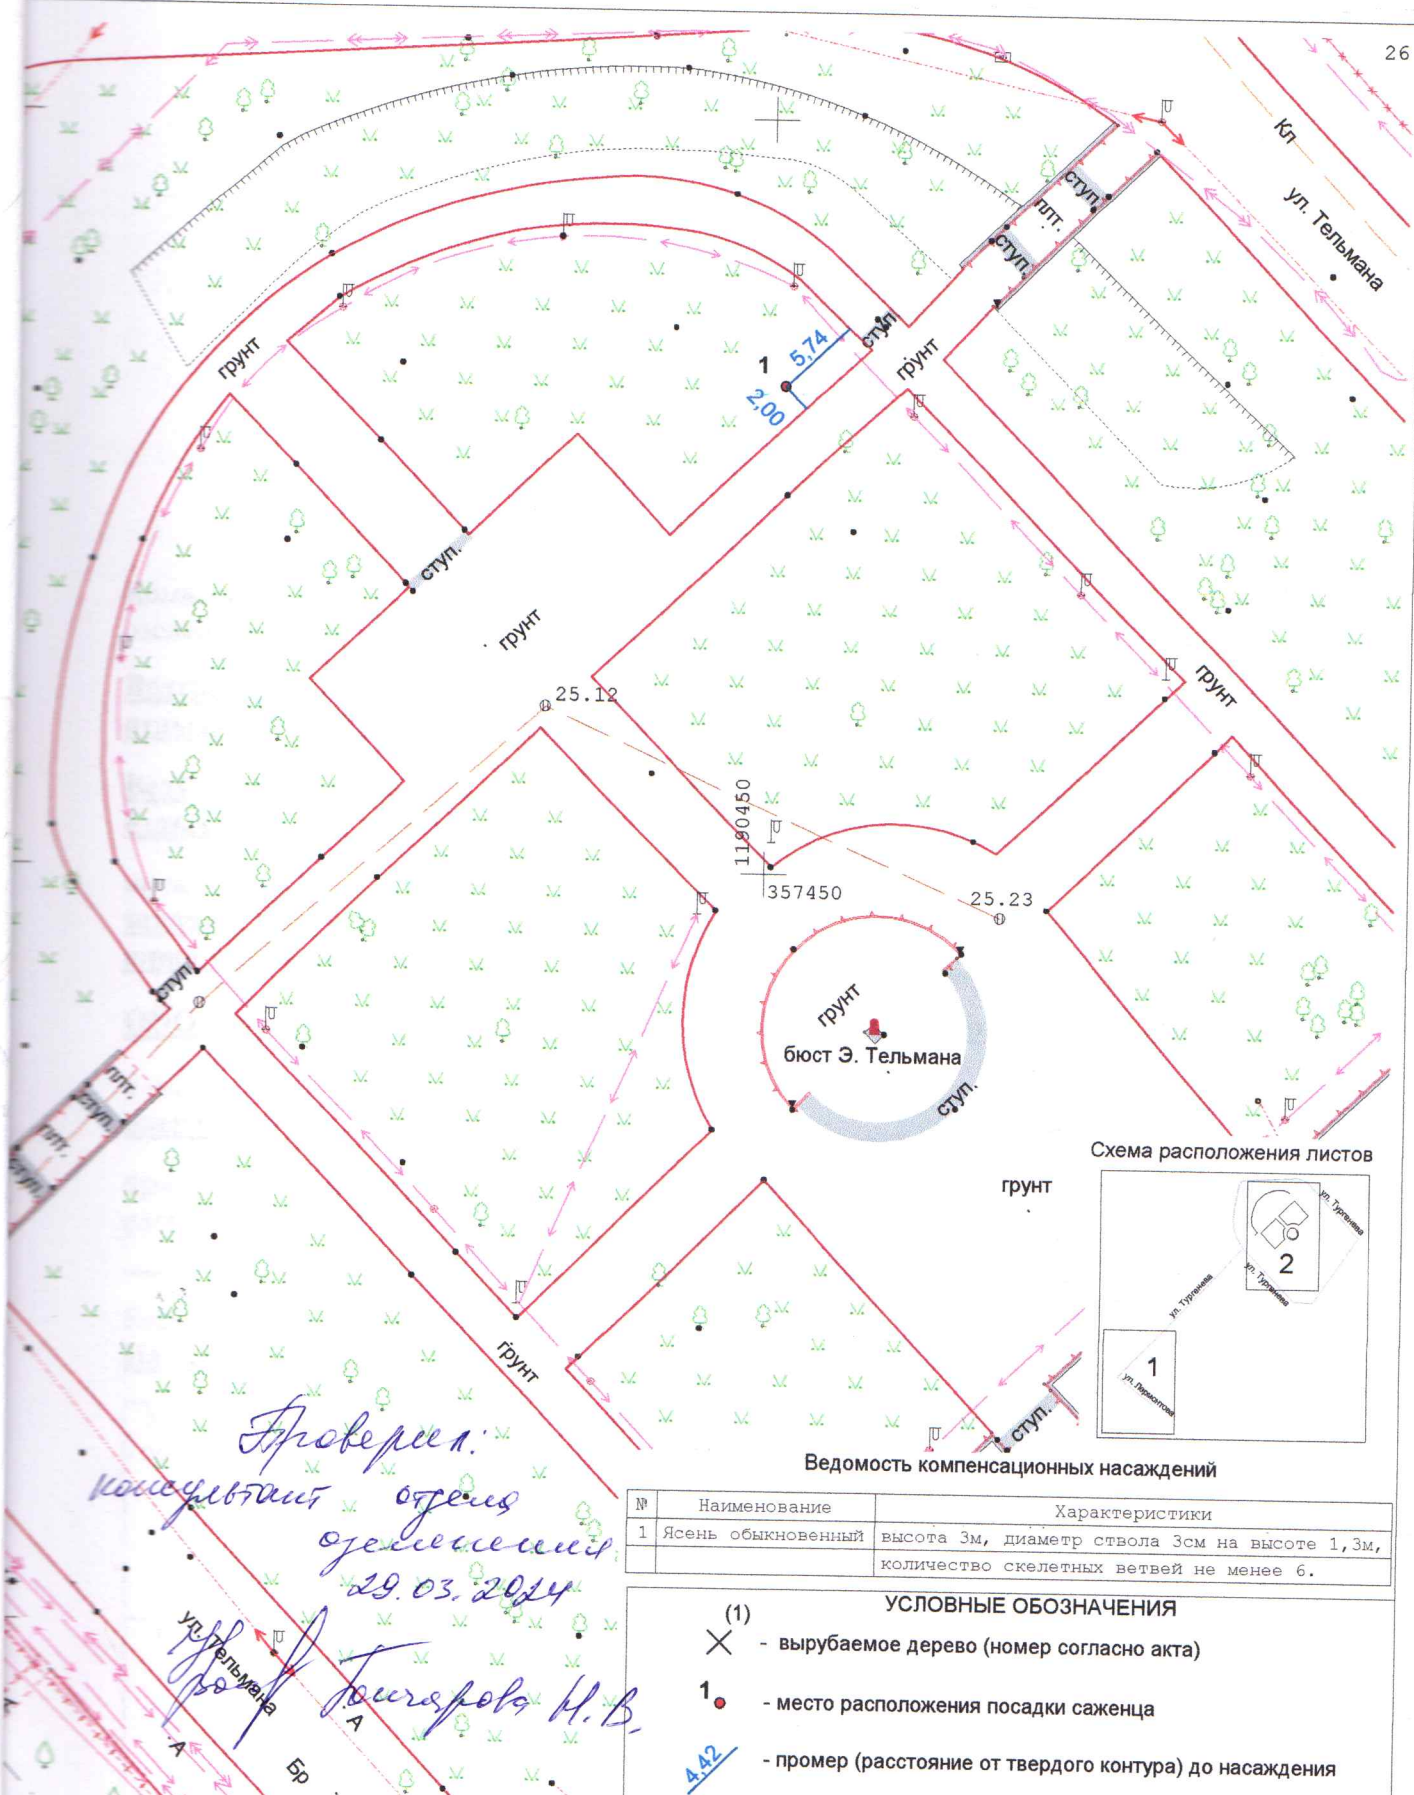 26
Кл
ул. Тельмана
ступ.
плт.
ступ.
ступ.
грунт
грунт
1
5,74
2,00
ступ.
грунт
грунт
25.12
1190450
357450
25.23
ступ.
плт.
ступ.
плт.
ступ.
грунт
бюст Э. Тельмана
ступ.
грунт
грунт
ступ.
Схема расположения листов
ул. Тургенева
2
ул. Тургенева
ул. Тургенева
1
ул. Лермонтова
Проверил:
консультант отдела
озеленения
29.03.2024
Гончарова Н.В.
ул. Тельмана
А
А
Бр
Ведомость компенсационных насаждений
№ Наименование Характеристики
1 Ясень обыкновенный высота 3м, диаметр ствола 3см на высоте 1,3м,
количество скелетных ветвей не менее 6.
УСЛОВНЫЕ ОБОЗНАЧЕНИЯ
(1)
- вырубаемое дерево (номер согласно акта)
1
- место расположения посадки саженца
4,42
- промер (расстояние от твердого контура) до насаждения